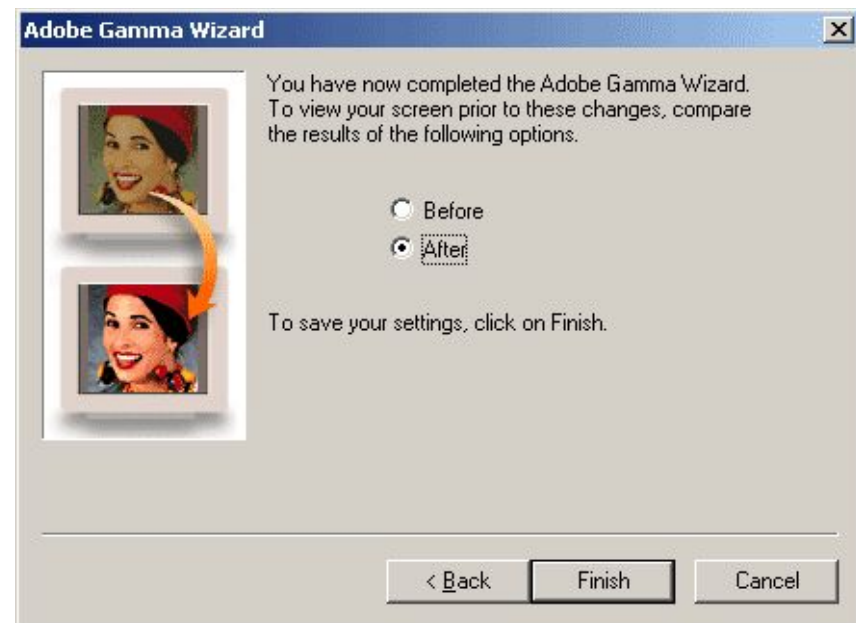 Adobe Gamma Wizard
You have now completed the Adobe Gamma Wizard.
To view your screen prior to these changes, compare
the results of the following options.
Before
After
To save your settings, click on Finish.
< Back
Finish
Cancel